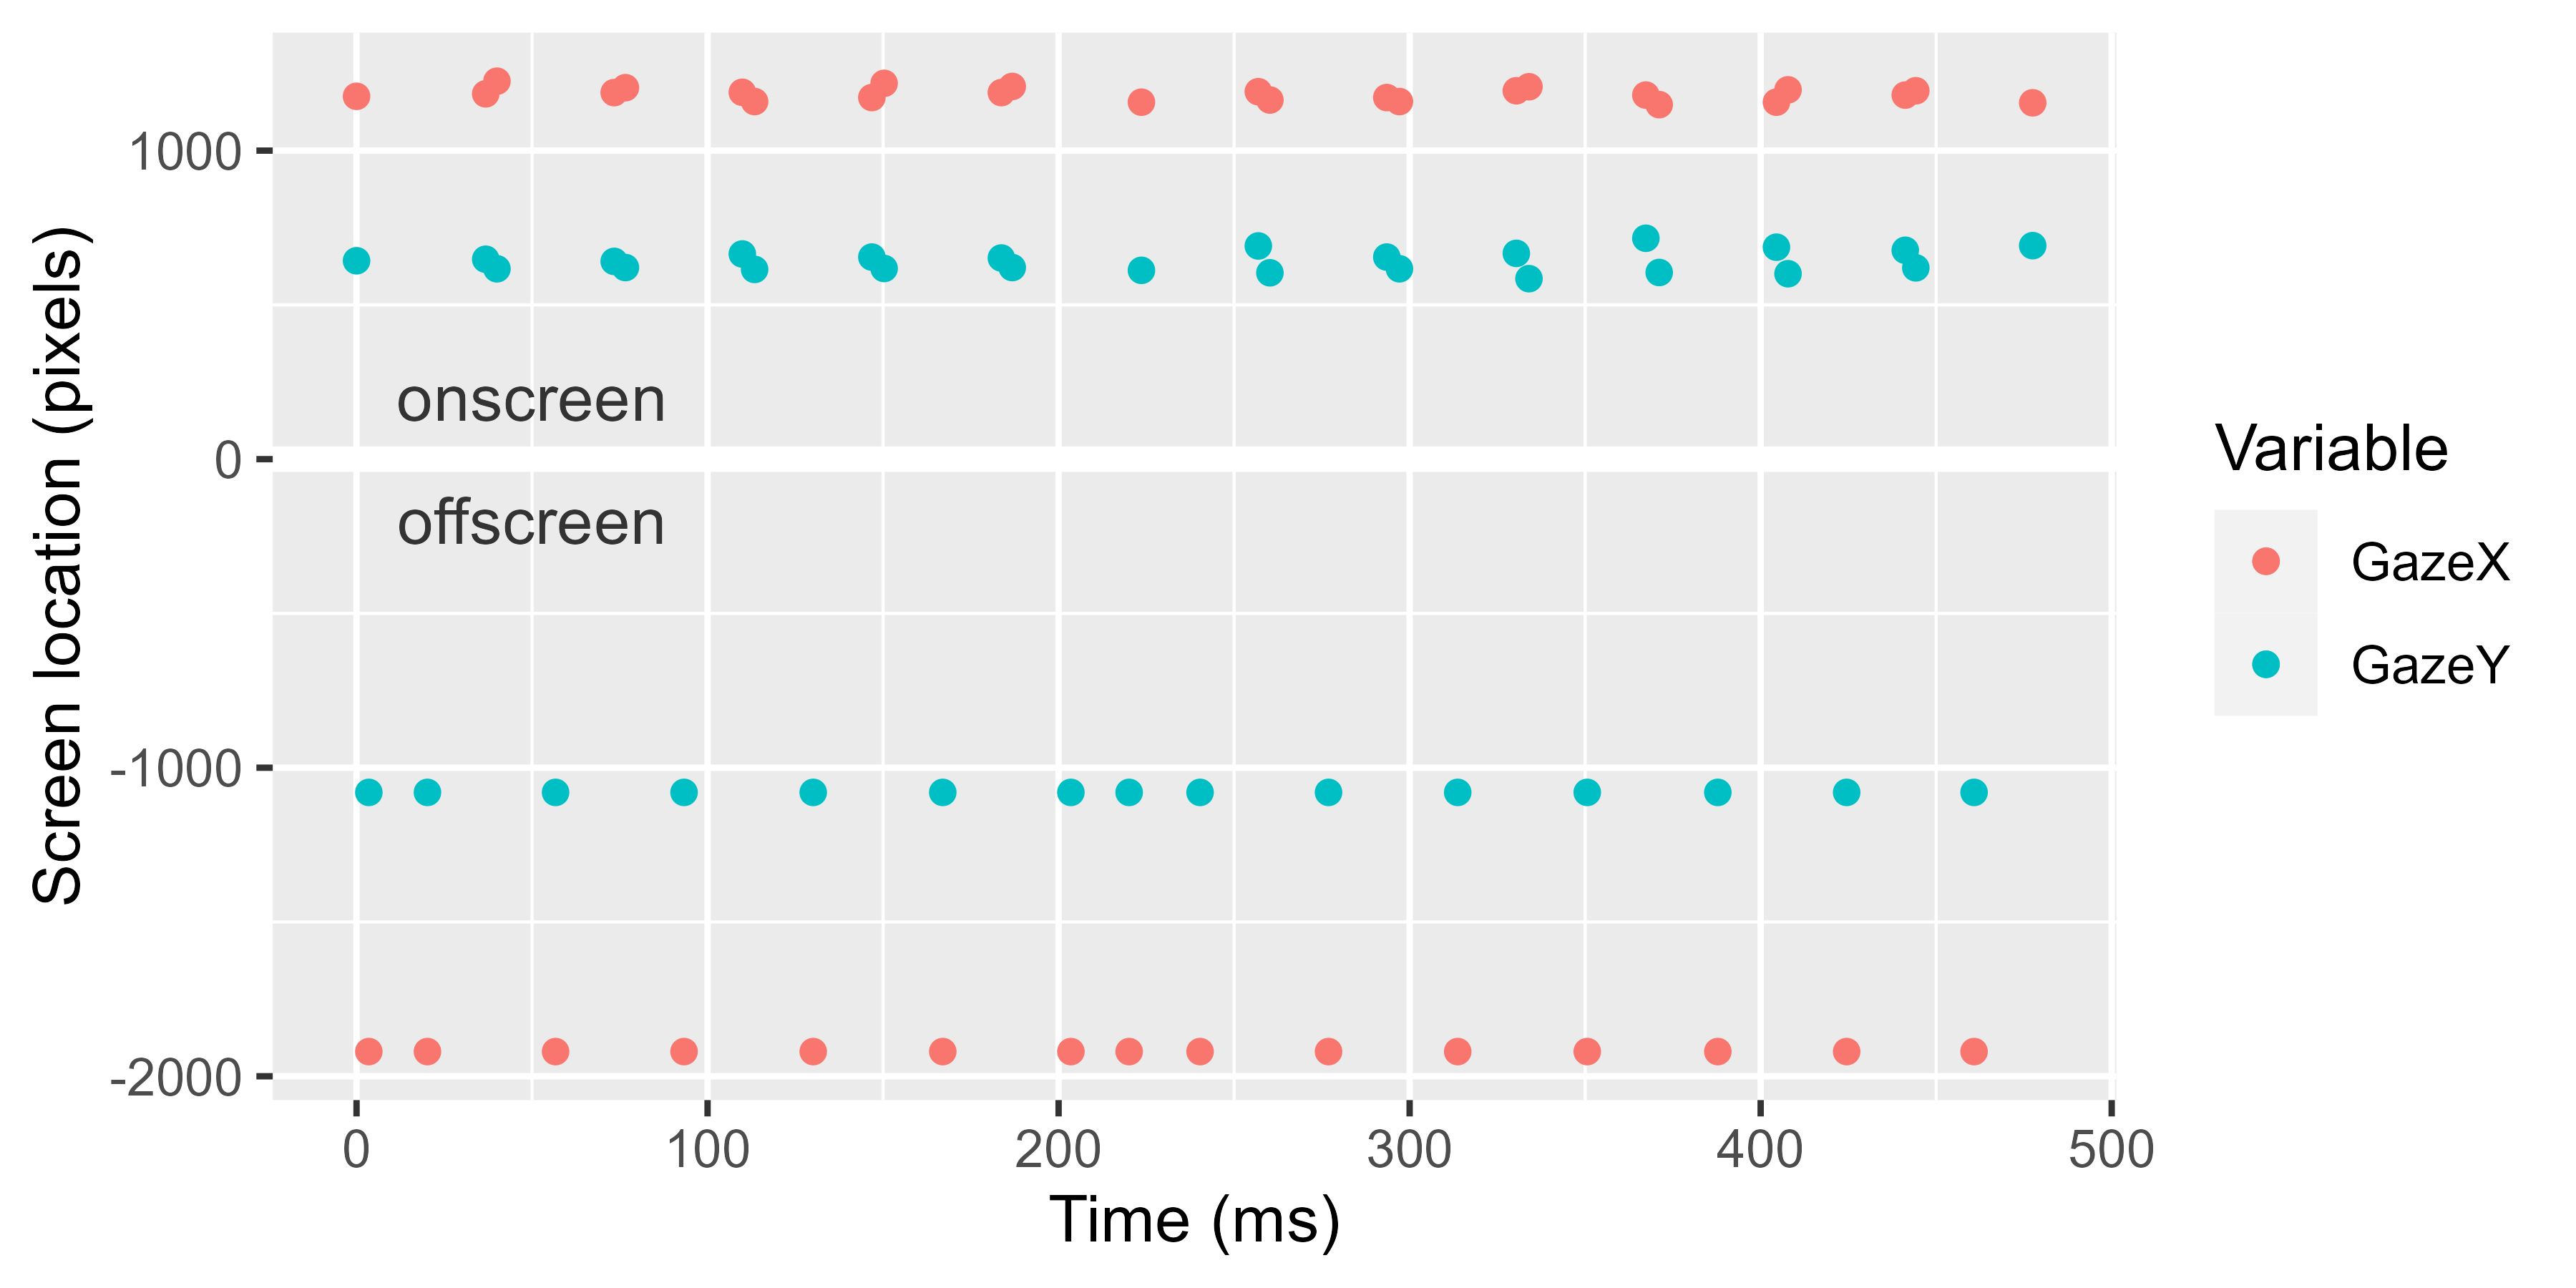 Screen location (pixels)
1000
0
-1000
-2000
onscreen
offscreen
0 100 200 300 400 500
Time (ms)
Variable
GazeX
GazeY